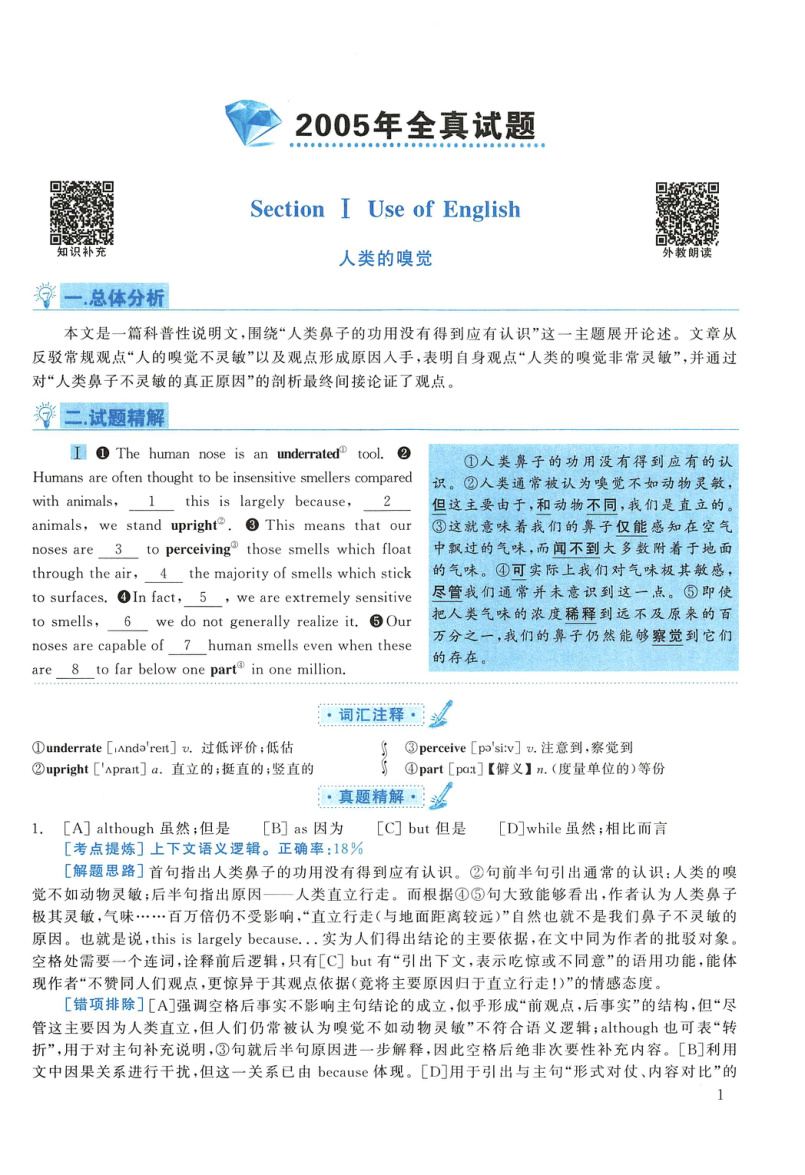 2005年全真试题
知识补充
Section Ⅰ Use of English
外教朗读
人类的嗅觉
一.总体分析
本文是一篇科普性说明文,围绕“人类鼻子的功用没有得到应有认识”这一主题展开论述。文章从
反驳常规观点“人的嗅觉不灵敏”以及观点形成原因入手,表明自身观点“人类的嗅觉非常灵敏”,并通过
对“人类鼻子不灵敏的真正原因”的剖析最终间接论证了观点。
二.试题精解
Ⅰ ❶ The human nose is an underrated① tool. ❷
Humans are often thought to be insensitive smellers compared
with animals, 1 this is largely because, 2
animals, we stand upright②. ❸ This means that our
noses are 3 to perceiving③ those smells which float
through the air, 4 the majority of smells which stick
to surfaces. ❹In fact, 5 , we are extremely sensitive
to smells, 6 we do not generally realize it. ❺Our
noses are capable of 7 human smells even when these
are 8 to far below one part④ in one million.
①人类鼻子的功用没有得到应有的认
识。②人类通常被认为嗅觉不如动物灵敏,
但这主要由于,和动物不同,我们是直立的。
③这就意味着我们的鼻子仅能感知在空气
中飘过的气味,而闻不到大多数附着于地面
的气味。④可实际上我们对气味极其敏感,
尽管我们通常并未意识到这一点。⑤即使
把人类气味的浓度稀释到远不及原来的百
万分之一,我们的鼻子仍然能够察觉到它们
的存在。
·词汇注释·
①underrate [ˌʌndəˈreɪt] v. 过低评价;低估
②upright [ˈʌpraɪt] a. 直立的;挺直的;竖直的
③perceive [pəˈsiːv] v. 注意到,察觉到
④part [pɑːt]【僻义】n. (度量单位的)等份
·真题精解·
1. [A] although 虽然;但是 [B] as 因为 [C] but 但是 [D]while 虽然;相比而言
[考点提炼] 上下文语义逻辑。正确率:18%
[解题思路] 首句指出人类鼻子的功用没有得到应有认识。②句前半句引出通常的认识:人类的嗅
觉不如动物灵敏;后半句指出原因——人类直立行走。而根据④⑤句大致能够看出,作者认为人类鼻子
极其灵敏,气味……百万倍仍不受影响,“直立行走(与地面距离较远)”自然也就不是我们鼻子不灵敏的
原因。也就是说,this is largely because... 实为人们得出结论的主要依据,在文中同为作者的批驳对象。
空格处需要一个连词,诠释前后逻辑,只有[C] but 有“引出下文,表示吃惊或不同意”的语用功能,能体
现作者“不赞同人们观点,更惊异于其观点依据(竟将主要原因归于直立行走!)”的情感态度。
[错项排除] [A]强调空格后事实不影响主句结论的成立,似乎形成“前观点,后事实”的结构,但“尽
管这主要因为人类直立,但人们仍常被认为嗅觉不如动物灵敏”不符合语义逻辑;although 也可表“转
折”,用于对主句补充说明,③句就后半句原因进一步解释,因此空格后绝非次要性补充内容。[B]利用
文中因果关系进行干扰,但这一关系已由 because 体现。[D]用于引出与主句“形式对仗、内容对比”的
1